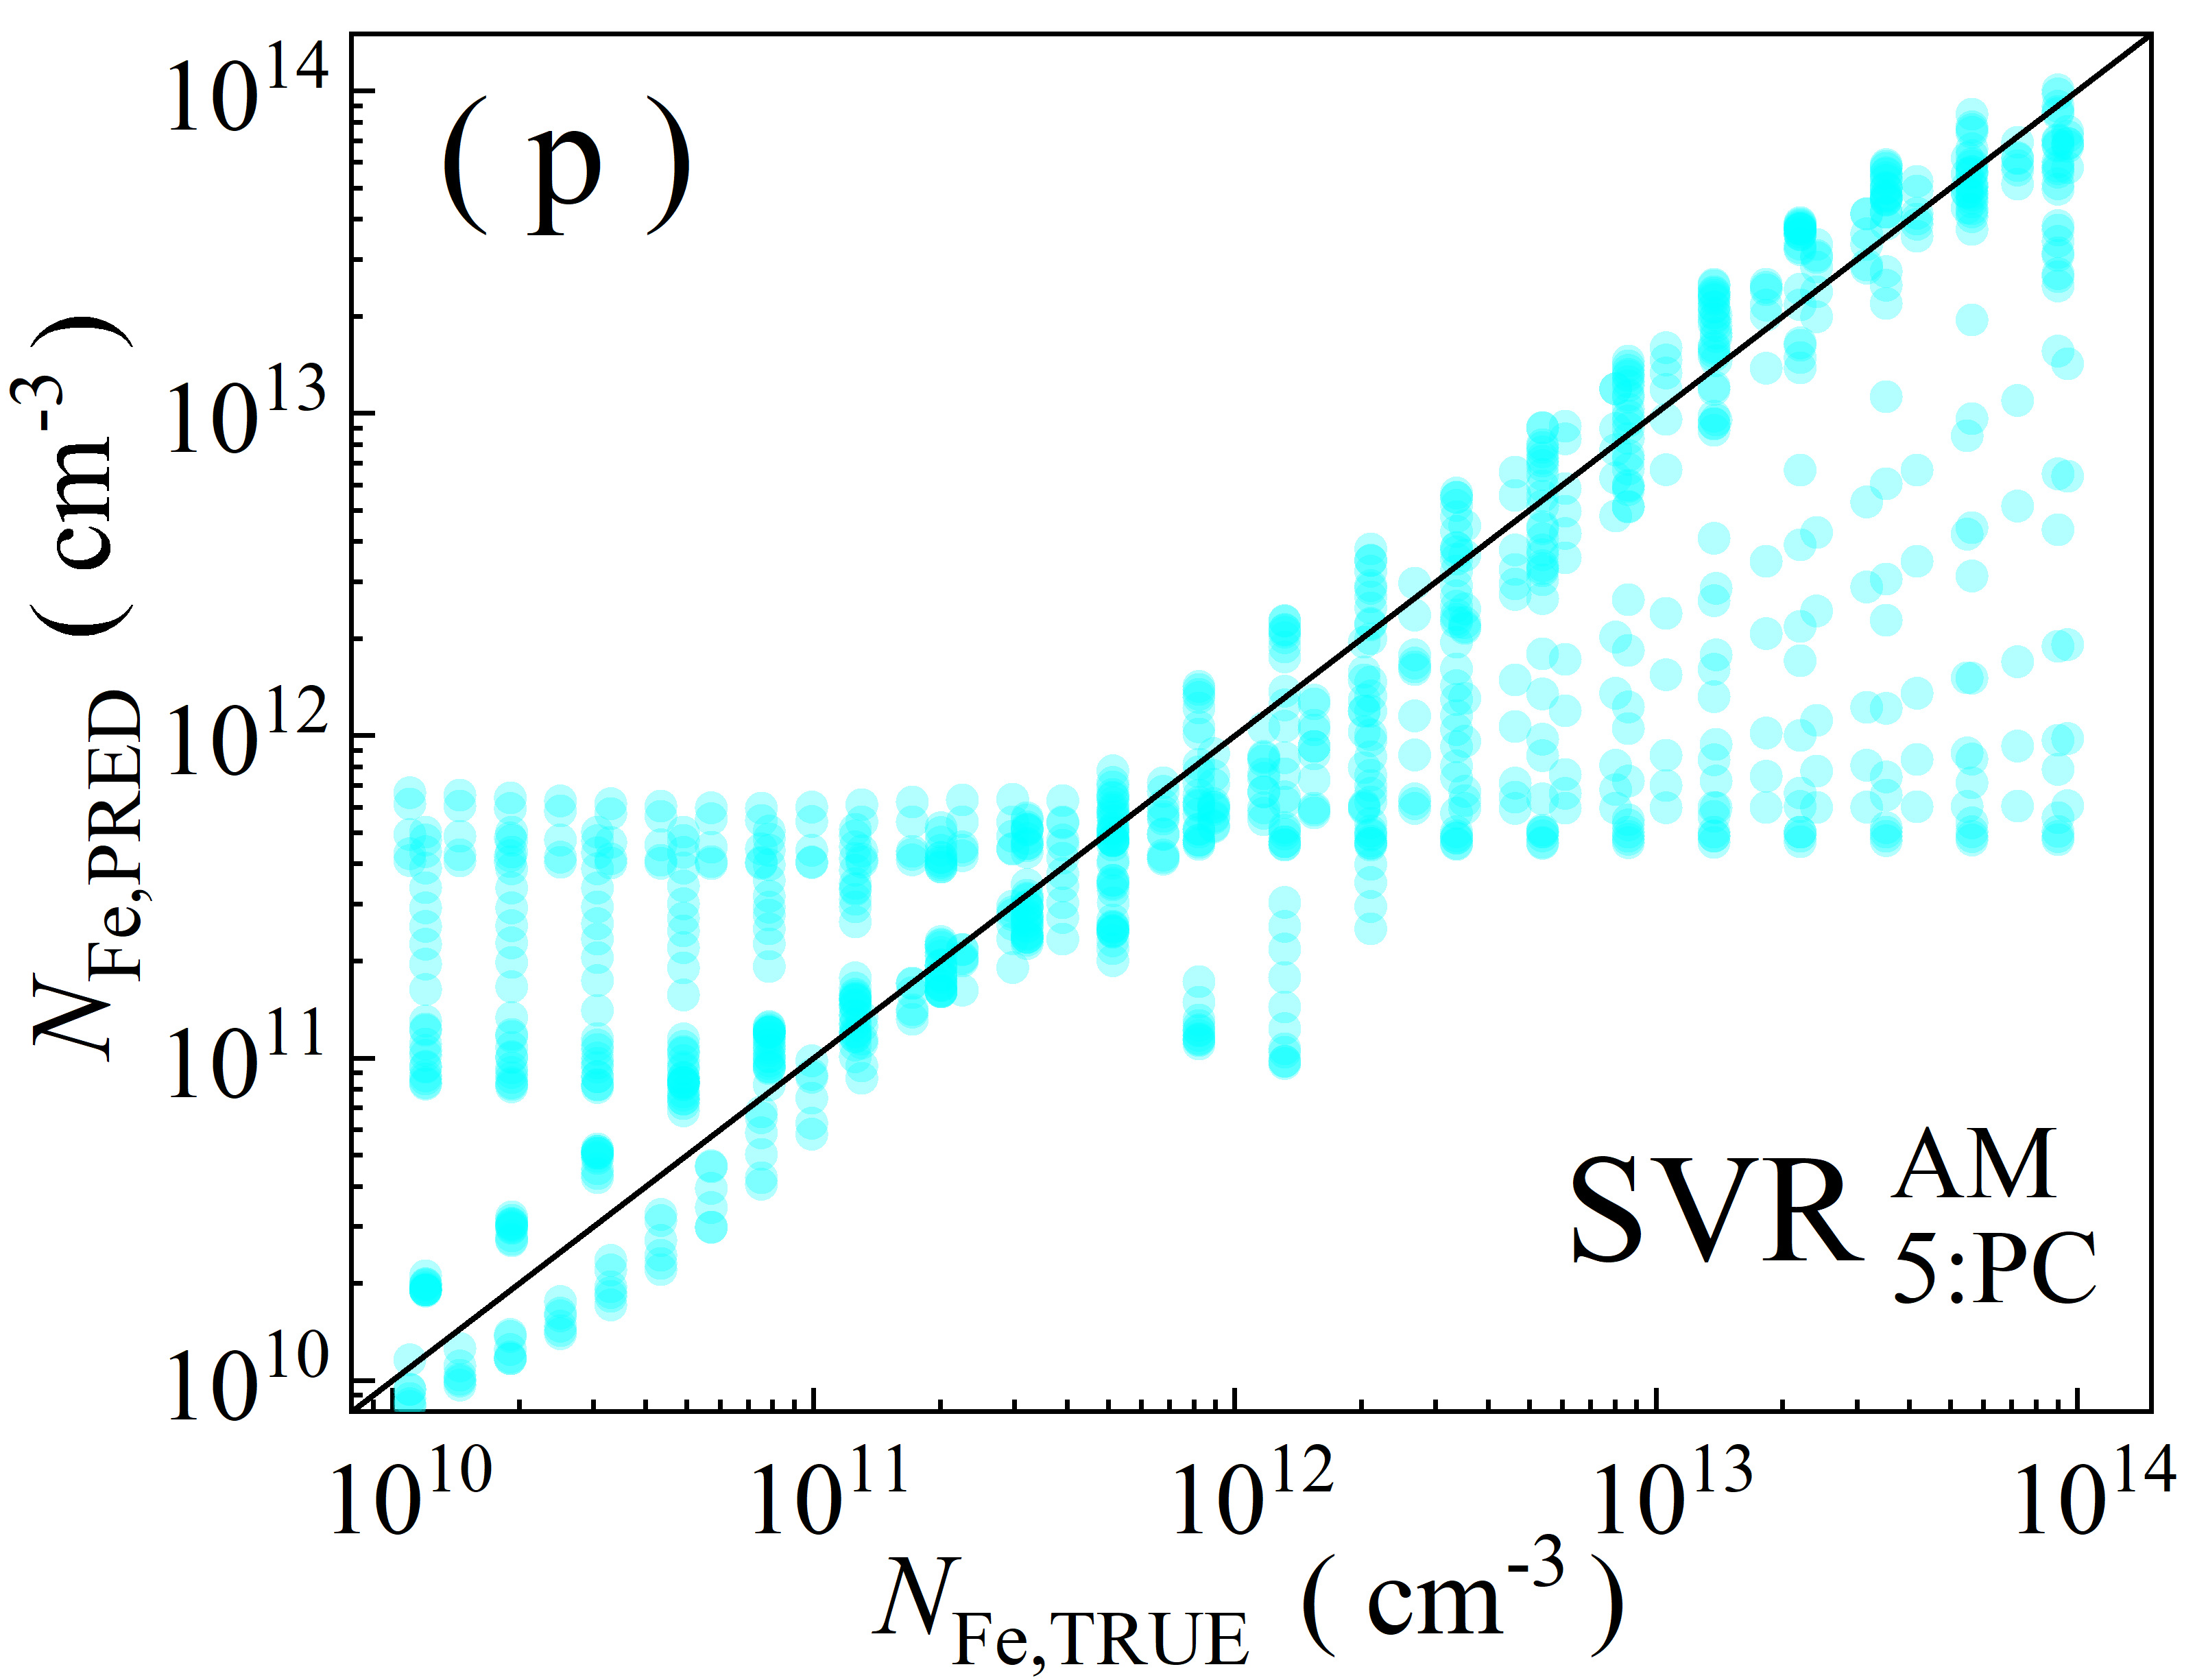 10^14
( p )
10^13
10^12
10^11
10^10
N_Fe,PRED ( cm^-3 )
SVR AM
5:PC
10^10 10^11 10^12 10^13 10^14
N_Fe,TRUE ( cm^-3 )